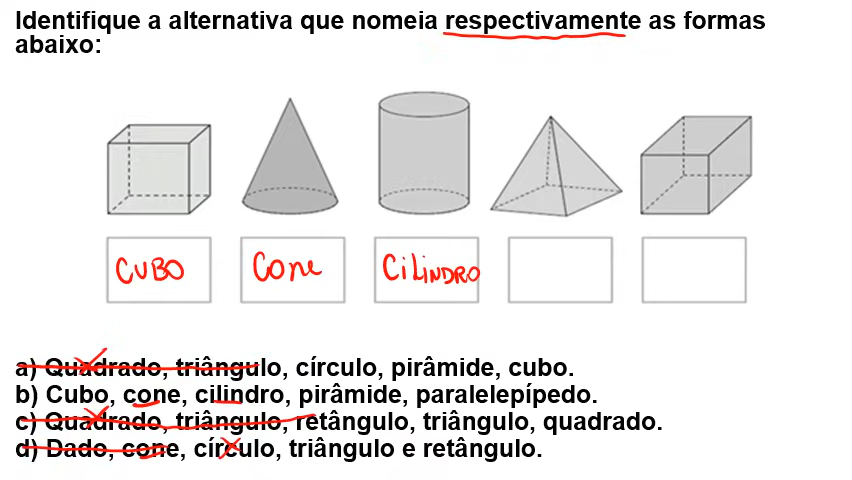 Identifique a alternativa que nomeia respectivamente as formas
abaixo:
CUBO Cone CiLiNDRO
a) Quadrado, triângulo, círculo, pirâmide, cubo.
b) Cubo, cone, cilindro, pirâmide, paralelepípedo.
c) Quadrado, triângulo, retângulo, triângulo, quadrado.
d) Dado, cone, círculo, triângulo e retângulo.